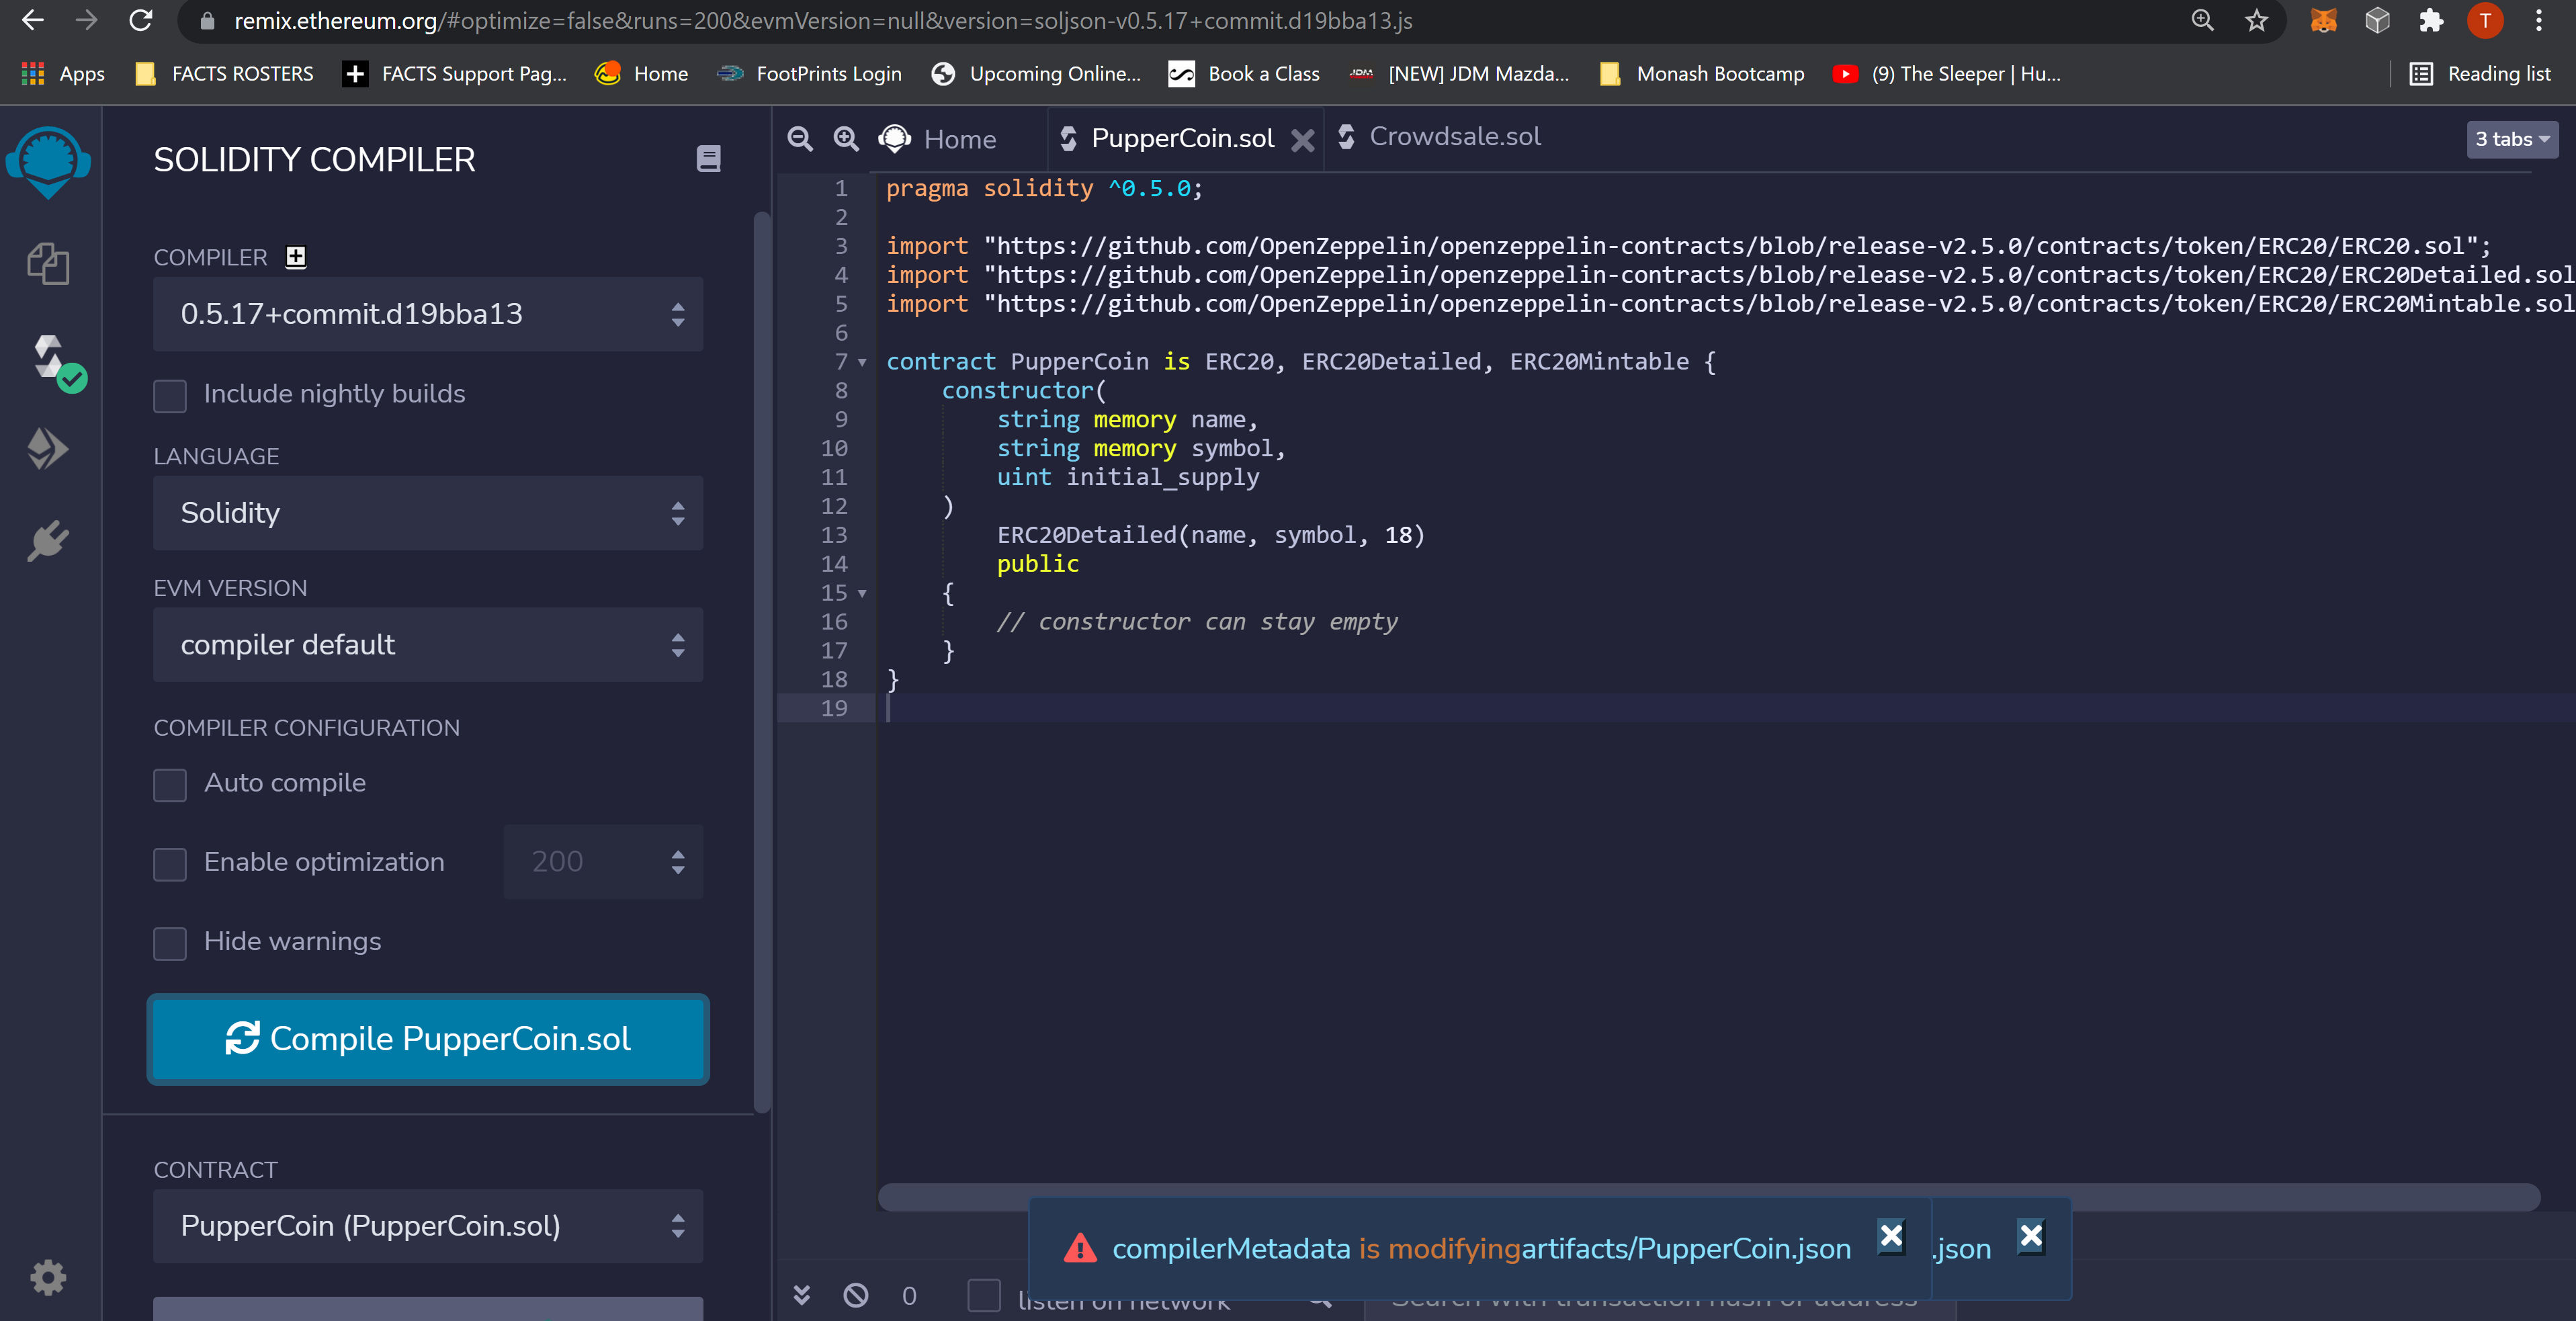 remix.ethereum.org/#optimize=false&runs=200&evmVersion=null&version=soljson-v0.5.17+commit.d19bba13.js
T
Apps
FACTS ROSTERS
FACTS Support Pag...
Home
FootPrints Login
Upcoming Online...
Book a Class
JDM
[NEW] JDM Mazda...
Monash Bootcamp
(9) The Sleeper | Hu...
Reading list
SOLIDITY COMPILER
COMPILER
0.5.17+commit.d19bba13
Include nightly builds
LANGUAGE
Solidity
EVM VERSION
compiler default
COMPILER CONFIGURATION
Auto compile
Enable optimization
200
Hide warnings
Compile PupperCoin.sol
CONTRACT
PupperCoin (PupperCoin.sol)
Home
PupperCoin.sol
Crowdsale.sol
3 tabs
1 pragma solidity ^0.5.0;
2
3 import "https://github.com/OpenZeppelin/openzeppelin-contracts/blob/release-v2.5.0/contracts/token/ERC20/ERC20.sol";
4 import "https://github.com/OpenZeppelin/openzeppelin-contracts/blob/release-v2.5.0/contracts/token/ERC20/ERC20Detailed.sol
5 import "https://github.com/OpenZeppelin/openzeppelin-contracts/blob/release-v2.5.0/contracts/token/ERC20/ERC20Mintable.sol
6
7 contract PupperCoin is ERC20, ERC20Detailed, ERC20Mintable {
8 constructor(
9 string memory name,
10 string memory symbol,
11 uint initial_supply
12 )
13 ERC20Detailed(name, symbol, 18)
14 public
15 {
16 // constructor can stay empty
17 }
18 }
19
compilerMetadata is modifyingartifacts/PupperCoin.json
.json
0
listen on network
Search with transaction hash or address